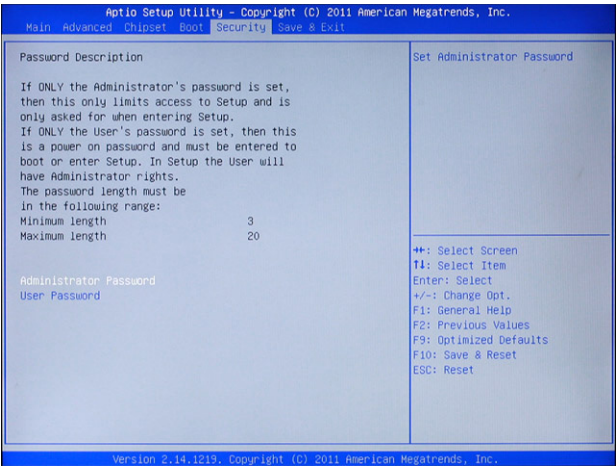 Aptio Setup Utility – Copyright (C) 2011 American Megatrends, Inc.
Main Advanced Chipset Boot Security Save & Exit
Password Description
If ONLY the Administrator's password is set,
then this only limits access to Setup and is
only asked for when entering Setup.
If ONLY the User's password is set, then this
is a power on password and must be entered to
boot or enter Setup. In Setup the User will
have Administrator rights.
The password length must be
in the following range:
Minimum length 3
Maximum length 20
Administrator Password
User Password
Set Administrator Password
→←: Select Screen
↑↓: Select Item
Enter: Select
+/-: Change Opt.
F1: General Help
F2: Previous Values
F9: Optimized Defaults
F10: Save & Reset
ESC: Reset
Version 2.14.1219. Copyright (C) 2011 American Megatrends, Inc.